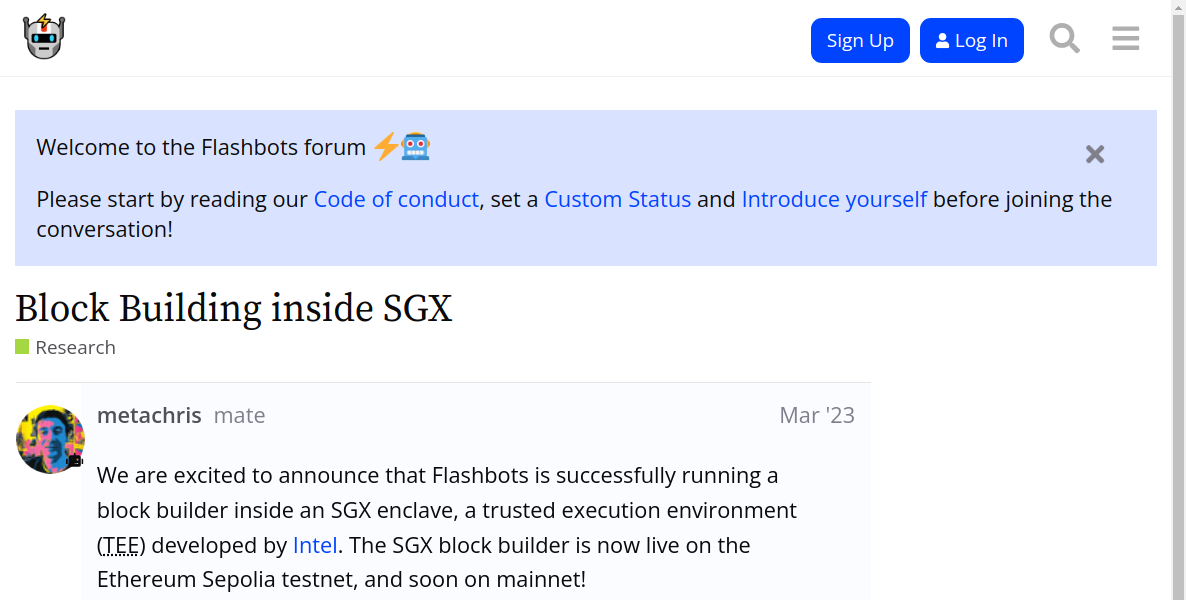 Sign Up
Log In
Welcome to the Flashbots forum
Please start by reading our Code of conduct, set a Custom Status and Introduce yourself before joining the
conversation!
Block Building inside SGX
Research
metachris mate Mar '23
We are excited to announce that Flashbots is successfully running a
block builder inside an SGX enclave, a trusted execution environment
(TEE) developed by Intel. The SGX block builder is now live on the
Ethereum Sepolia testnet, and soon on mainnet!